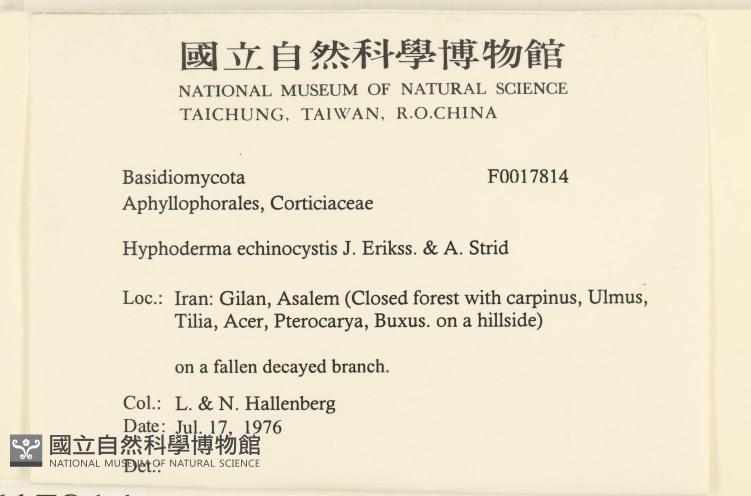 國立自然科學博物館
NATIONAL MUSEUM OF NATURAL SCIENCE
TAICHUNG, TAIWAN, R.O.CHINA
Basidiomycota F0017814
Aphyllophorales, Corticiaceae
Hyphoderma echinocystis J. Erikss. & A. Strid
Loc.: Iran: Gilan, Asalem (Closed forest with carpinus, Ulmus,
Tilia, Acer, Pterocarya, Buxus. on a hillside)
on a fallen decayed branch.
Col.: L. & N. Hallenberg
Date: Jul. 17, 1976
國立自然科學博物館
NATIONAL MUSEUM OF NATURAL SCIENCE
Det.: